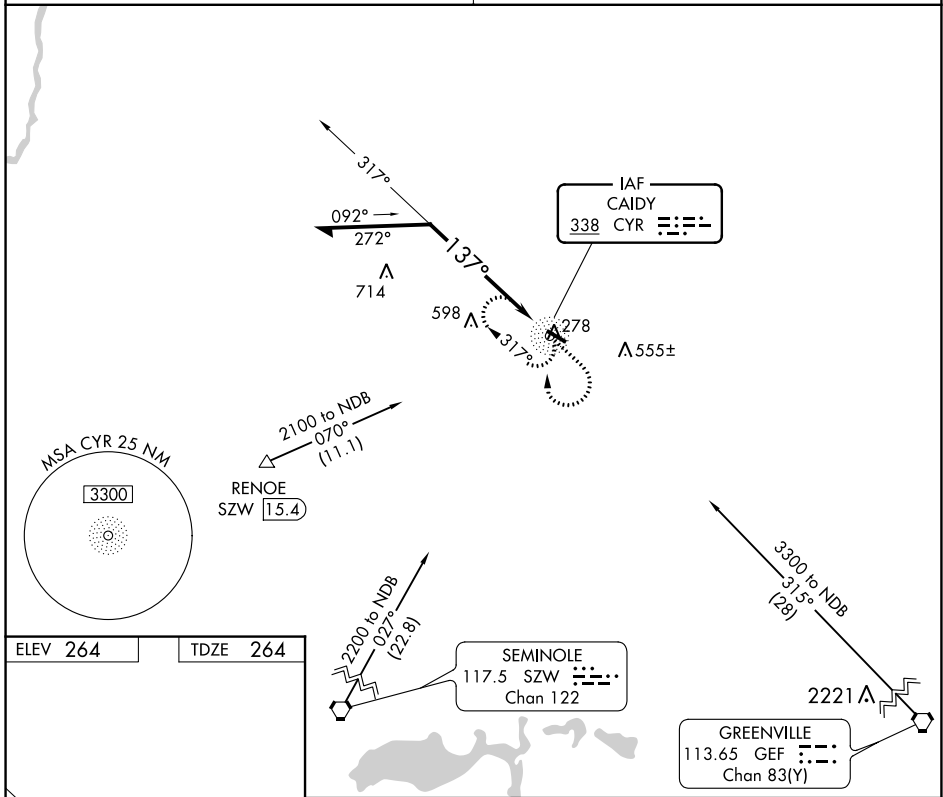 317°
092°
272°
137°
714
598
317°
IAF
CAIDY
338 CYR
278
555±
2100 to NDB
070°
(11.1)
RENOE
SZW 15.4
MSA CYR 25 NM
3300
2200 to NDB
027°
(22.8)
SEMINOLE
117.5 SZW
Chan 122
3300 to NDB
315°
(28)
2221
GREENVILLE
113.65 GEF
Chan 83(Y)
ELEV 264
TDZE 264